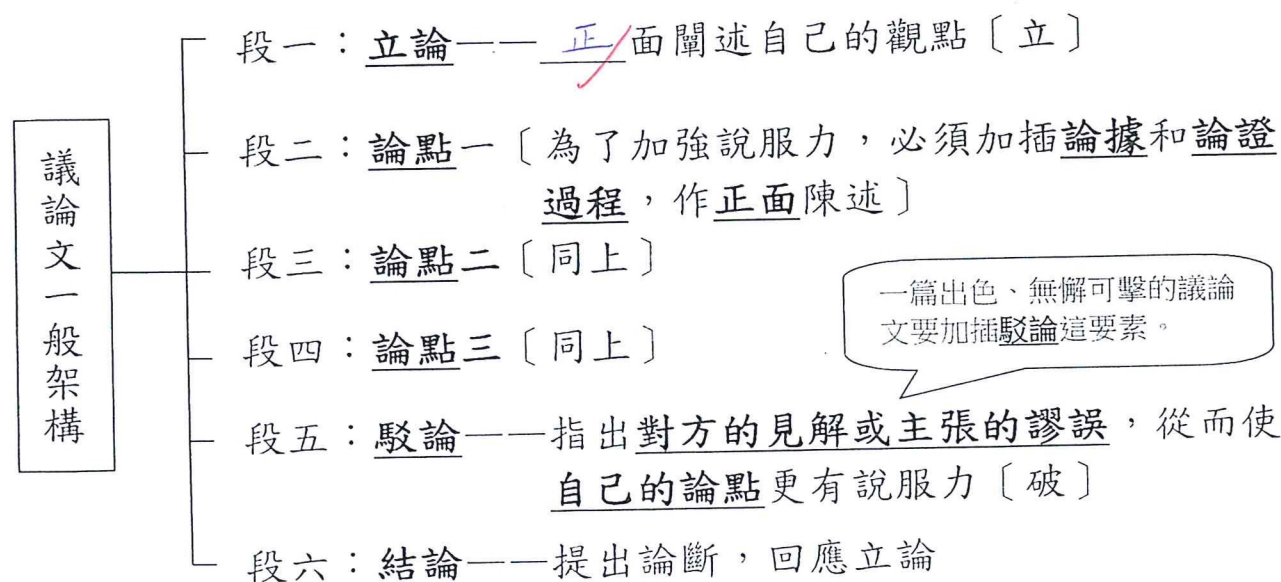 議論文一般架構
段一：立論——正面闡述自己的觀點〔立〕
段二：論點一〔為了加強說服力，必須加插論據和論證
過程，作正面陳述〕
段三：論點二〔同上〕
一篇出色、無懈可擊的議論
文要加插駁論這要素。
段四：論點三〔同上〕
段五：駁論——指出對方的見解或主張的謬誤，從而使
自己的論點更有說服力〔破〕
段六：結論——提出論斷，回應立論